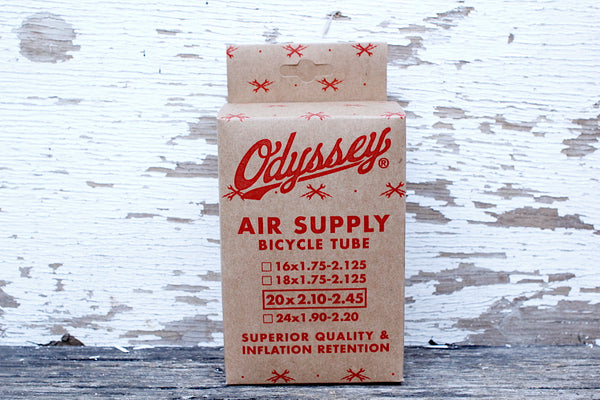 Odyssey®
AIR SUPPLY
BICYCLE TUBE
16x1.75-2.125
18x1.75-2.125
20x2.10-2.45
24x1.90-2.20
SUPERIOR QUALITY &
INFLATION RETENTION